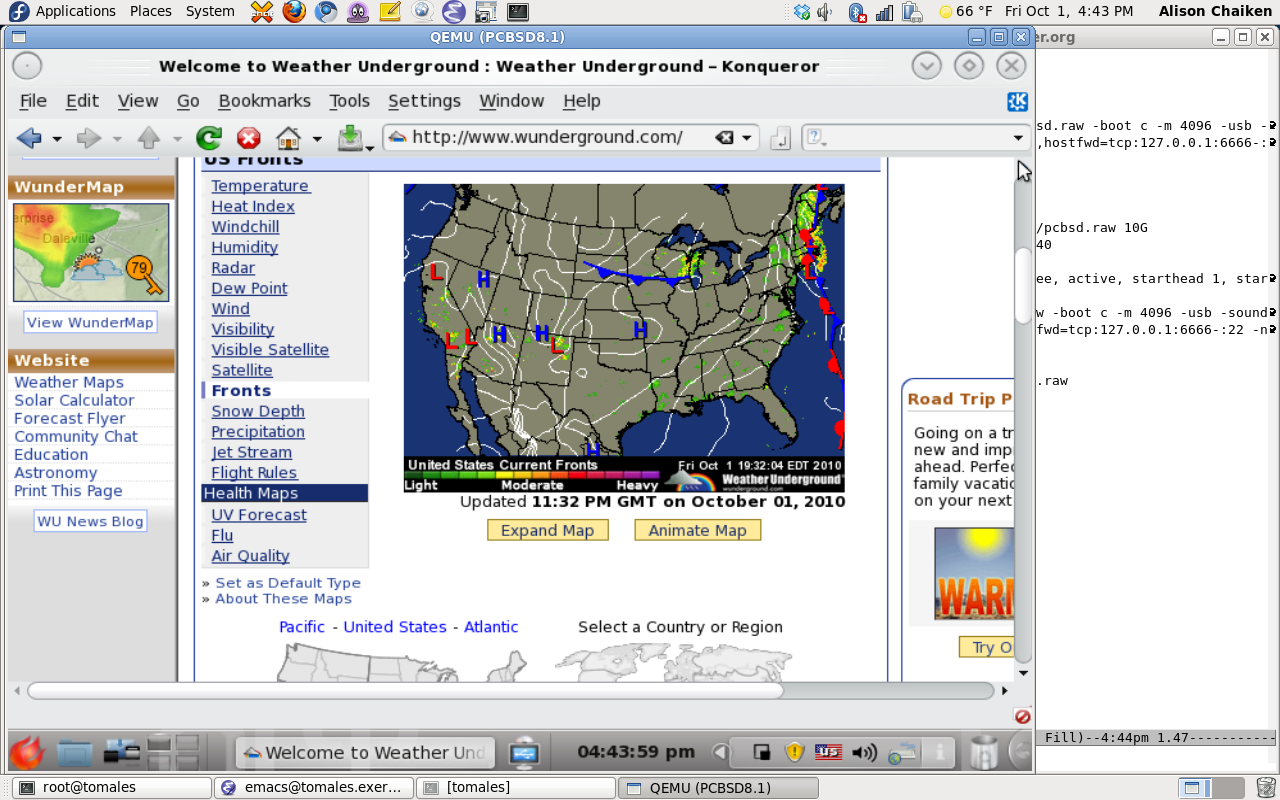 Applications Places System 66 °F Fri Oct 1, 4:43 PM Alison Chaiken
QEMU (PCBSD8.1)
er.org
Welcome to Weather Underground : Weather Underground – Konqueror
File Edit View Go Bookmarks Tools Settings Window Help
http://www.wunderground.com/
sd.raw -boot c -m 4096 -usb -
,hostfwd=tcp:127.0.0.1:6666-:
/pcbsd.raw 10G
40
ee, active, starthead 1, star
w -boot c -m 4096 -usb -sound
fwd=tcp:127.0.0.1:6666-:22 -n
.raw
Fill)--4:44pm 1.47-----------
WunderMap
erprise
Daleville
79
View WunderMap
Website
Weather Maps
Solar Calculator
Forecast Flyer
Community Chat
Education
Astronomy
Print This Page
WU News Blog
US Fronts
Temperature
Heat Index
Windchill
Humidity
Radar
Dew Point
Wind
Visibility
Visible Satellite
Satellite
Fronts
Snow Depth
Precipitation
Jet Stream
Flight Rules
Health Maps
UV Forecast
Flu
Air Quality
» Set as Default Type
» About These Maps
L H L L H H L H H L L L
United States Current Fronts Fri Oct 1 19:32:04 EDT 2010
Light Moderate Heavy Weather Underground
wunderground.com
Updated 11:32 PM GMT on October 01, 2010
Expand Map Animate Map
Pacific - United States - Atlantic
Select a Country or Region
Road Trip P
Going on a tr
new and imp
ahead. Perfec
family vacatio
on your next
WARN
Try O
Welcome to Weather Und
04:43:59 pm
US
root@tomales
emacs@tomales.exer...
[tomales]
QEMU (PCBSD8.1)